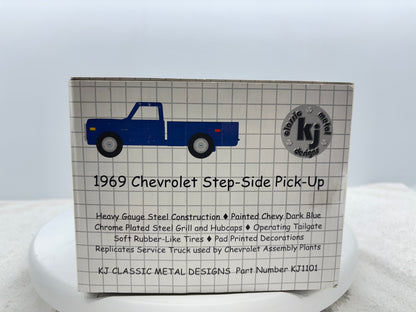 classic metal
kj
designs
1969 Chevrolet Step-Side Pick-Up
Heavy Gauge Steel Construction ♦ Painted Chevy Dark Blue
Chrome Plated Steel Grill and Hubcaps ♦ Operating Tailgate
Soft Rubber-Like Tires ♦ Pad Printed Decorations
Replicates Service Truck used by Chevrolet Assembly Plants
KJ CLASSIC METAL DESIGNS Part Number KJ1101